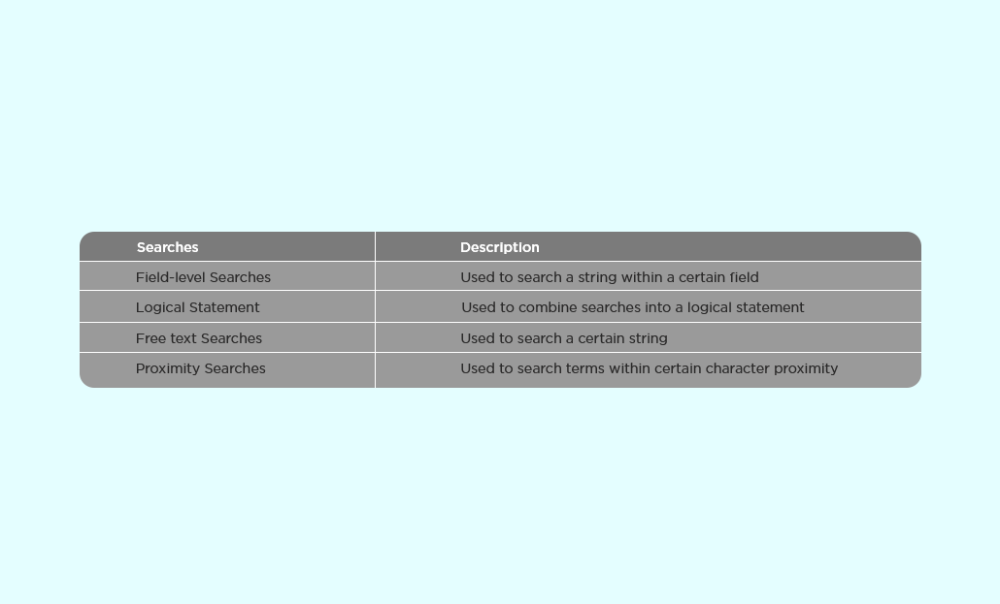 Searches Description
Field-level Searches Used to search a string within a certain field
Logical Statement Used to combine searches into a logical statement
Free text Searches Used to search a certain string
Proximity Searches Used to search terms within certain character proximity